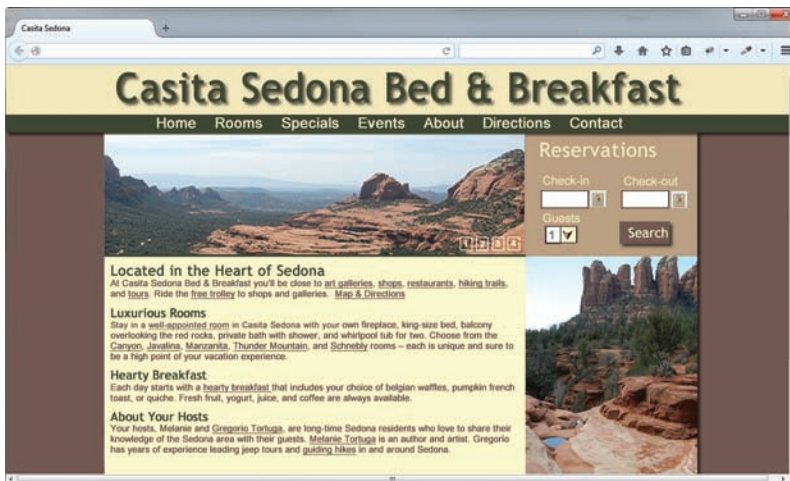 Casita Sedona
Casita Sedona Bed & Breakfast
Home Rooms Specials Events About Directions Contact
Reservations
Check-in Check-out
Guests
1
Search
1 2 3 4
Located in the Heart of Sedona
At Casita Sedona Bed & Breakfast you'll be close to art galleries, shops, restaurants, hiking trails,
and tours. Ride the free trolley to shops and galleries. Map & Directions
Luxurious Rooms
Stay in a well-appointed room in Casita Sedona with your own fireplace, king-size bed, balcony
overlooking the red rocks, private bath with shower, and whirlpool tub for two. Choose from the
Canyon, Javalina, Manzanita, Thunder Mountain, and Schnebly rooms – each is unique and sure to
be a high point of your vacation experience.
Hearty Breakfast
Each day starts with a hearty breakfast that includes your choice of belgian waffles, pumpkin french
toast, or quiche. Fresh fruit, yogurt, juice, and coffee are always available.
About Your Hosts
Your hosts, Melanie and Gregorio Tortuga, are long-time Sedona residents who love to share their
knowledge of the Sedona area with their guests. Melanie Tortuga is an author and artist. Gregorio
has years of experience leading jeep tours and guiding hikes in and around Sedona.